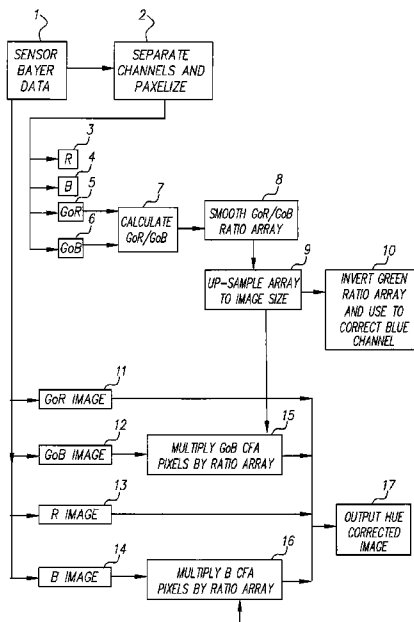 1
2
SENSOR
BAYER
DATA
SEPARATE
CHANNELS AND
PAXELIZE
3
R
4
B
5
GoR
6
GoB
7
CALCULATE
GoR/GoB
8
SMOOTH GoR/GoB
RATIO ARRAY
9
UP-SAMPLE ARRAY
TO IMAGE SIZE
10
INVERT GREEN
RATIO ARRAY
AND USE TO
CORRECT BLUE
CHANNEL
11
GoR IMAGE
12
GoB IMAGE
15
MULTIPLY GoB CFA
PIXELS BY RATIO ARRAY
13
R IMAGE
17
OUTPUT HUE
CORRECTED
IMAGE
14
B IMAGE
16
MULTIPLY B CFA
PIXELS BY RATIO ARRAY